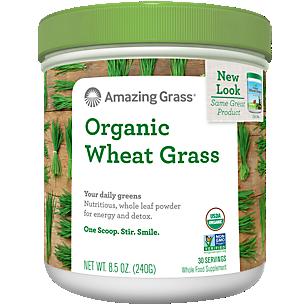 Amazing Grass®
New
Look
Same Great
Product
Organic
Wheat Grass
Your daily greens
Nutritious, whole leaf powder
for energy and detox.
One Scoop. Stir. Smile.
USDA
ORGANIC
NON
GMO
NET WT. 8.5 OZ. (240G)
30 SERVINGS
Whole Food Supplement